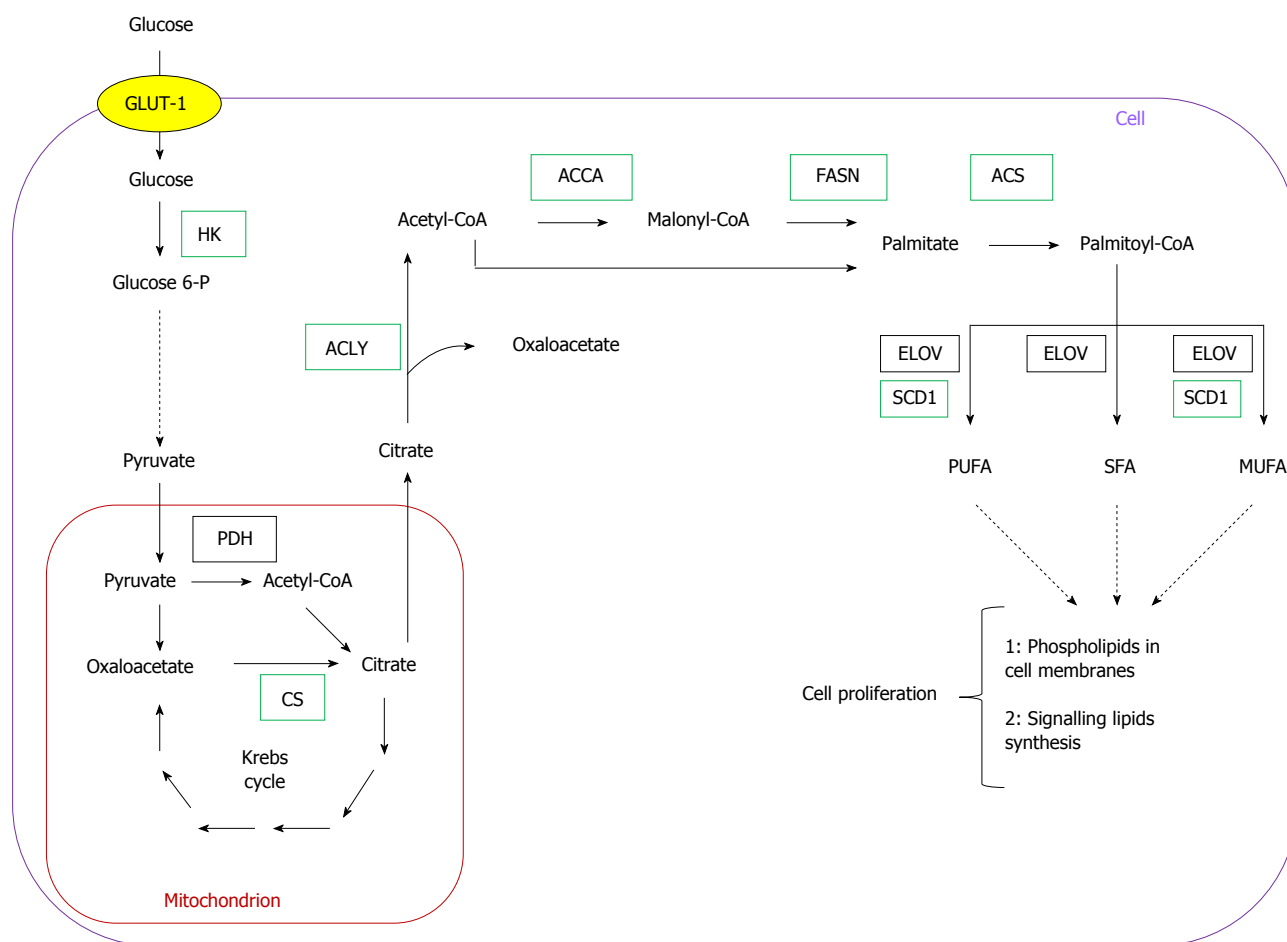 Glucose
GLUT-1
Cell
Glucose
HK
Glucose 6-P
ACCA
FASN
ACS
Acetyl-CoA
Malonyl-CoA
Palmitate
Palmitoyl-CoA
ACLY
Oxaloacetate
ELOV
ELOV
ELOV
SCD1
SCD1
Citrate
Pyruvate
PUFA
SFA
MUFA
PDH
Pyruvate
Acetyl-CoA
Oxaloacetate
Citrate
CS
Krebs
cycle
Mitochondrion
Cell proliferation
1: Phospholipids in
cell membranes
2: Signalling lipids
synthesis